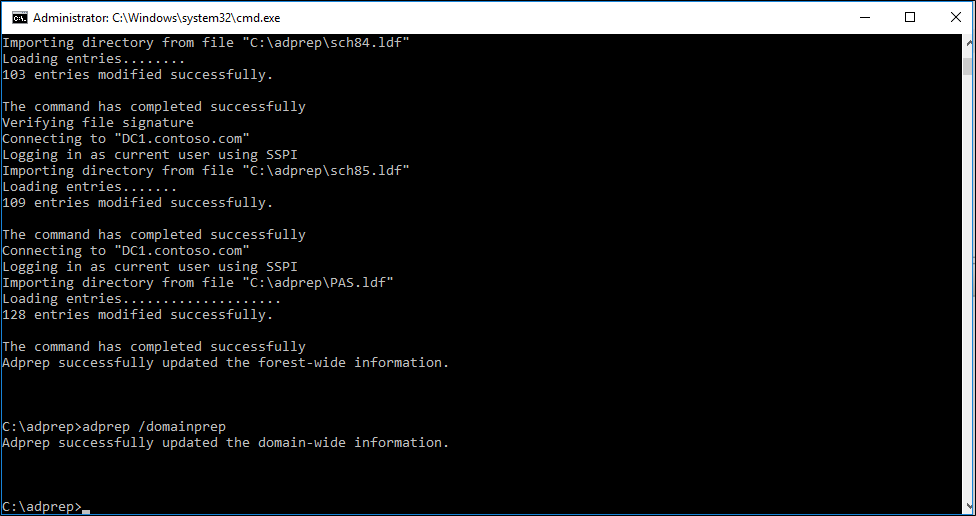 Administrator: C:\Windows\system32\cmd.exe
Importing directory from file "C:\adprep\sch84.ldf"
Loading entries........
103 entries modified successfully.
The command has completed successfully
Verifying file signature
Connecting to "DC1.contoso.com"
Logging in as current user using SSPI
Importing directory from file "C:\adprep\sch85.ldf"
Loading entries.......
109 entries modified successfully.
The command has completed successfully
Connecting to "DC1.contoso.com"
Logging in as current user using SSPI
Importing directory from file "C:\adprep\PAS.ldf"
Loading entries....................
128 entries modified successfully.
The command has completed successfully
Adprep successfully updated the forest-wide information.
C:\adprep>adprep /domainprep
Adprep successfully updated the domain-wide information.
C:\adprep>